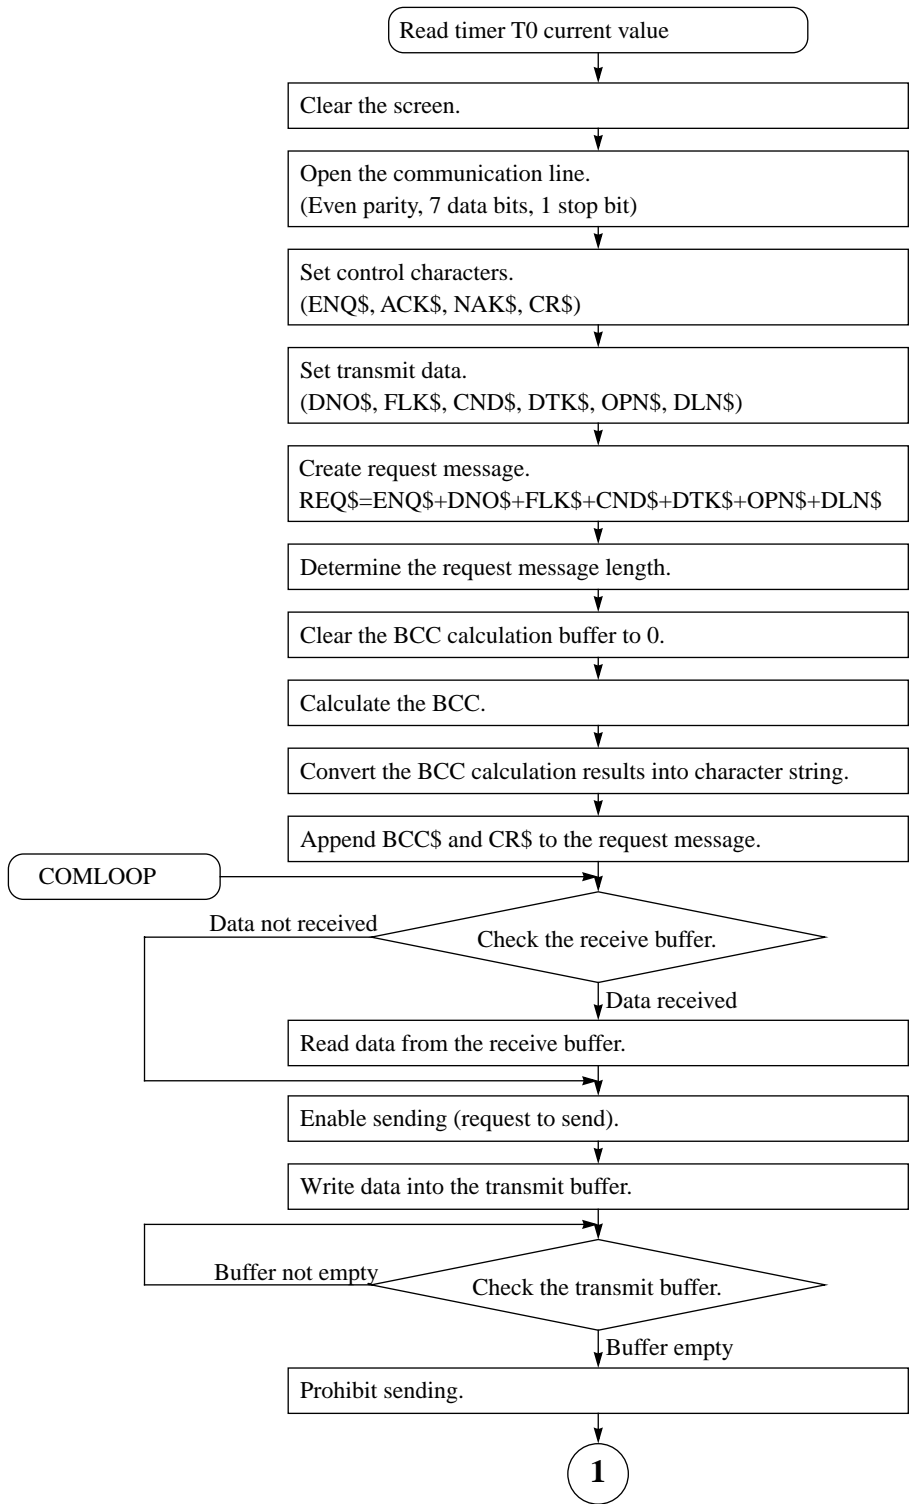 Read timer T0 current value
Clear the screen.
Open the communication line.
(Even parity, 7 data bits, 1 stop bit)
Set control characters.
(ENQ$, ACK$, NAK$, CR$)
Set transmit data.
(DNO$, FLK$, CND$, DTK$, OPN$, DLN$)
Create request message.
REQ$=ENQ$+DNO$+FLK$+CND$+DTK$+OPN$+DLN$
Determine the request message length.
Clear the BCC calculation buffer to 0.
Calculate the BCC.
Convert the BCC calculation results into character string.
Append BCC$ and CR$ to the request message.
COMLOOP
Data not received
Check the receive buffer.
Data received
Read data from the receive buffer.
Enable sending (request to send).
Write data into the transmit buffer.
Buffer not empty
Check the transmit buffer.
Buffer empty
Prohibit sending.
1